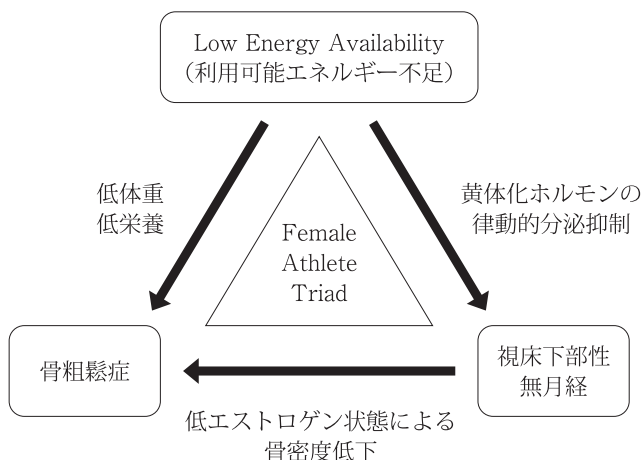 Low Energy Availability
（利用可能エネルギー不足）
低体重
低栄養
黄体化ホルモンの
律動的分泌抑制
Female
Athlete
Triad
骨粗鬆症
視床下部性
無月経
低エストロゲン状態による
骨密度低下